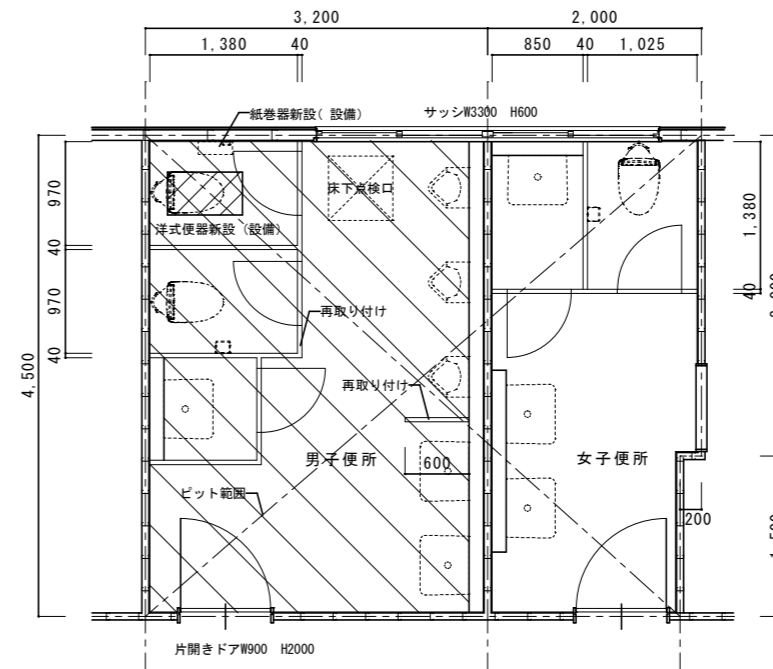 3,200
2,000
1,380
40
850
40
1,025
紙巻器新設( 設備)
サッシW3300 H600
床下点検口
洋式便器新設（設備）
970
40
970
40
4,500
1,380
40
再取り付け
再取り付け
男子便所
600
女子便所
ピット範囲
200
片開きドアW900 H2000